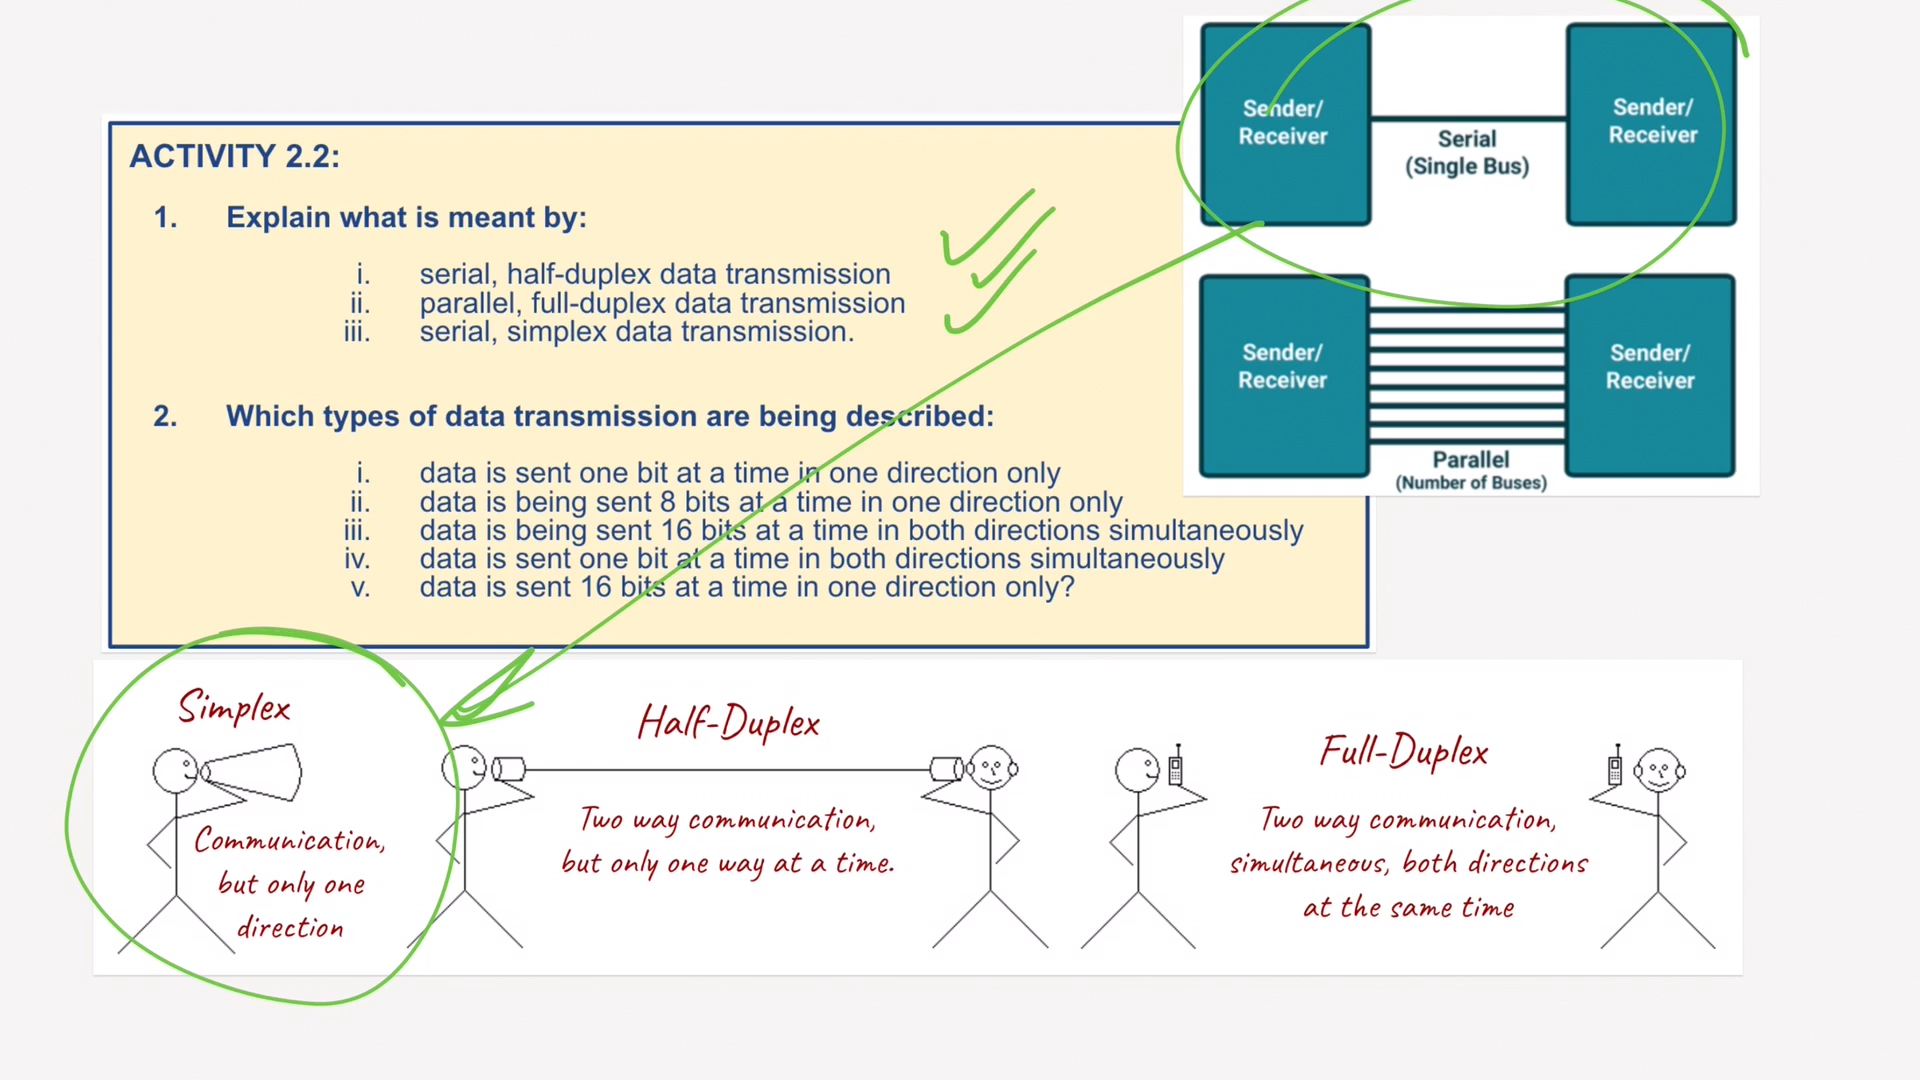 ACTIVITY 2.2:
1. Explain what is meant by:
i. serial, half-duplex data transmission
ii. parallel, full-duplex data transmission
iii. serial, simplex data transmission.
2. Which types of data transmission are being described:
i. data is sent one bit at a time in one direction only
ii. data is being sent 8 bits at a time in one direction only
iii. data is being sent 16 bits at a time in both directions simultaneously
iv. data is sent one bit at a time in both directions simultaneously
v. data is sent 16 bits at a time in one direction only?
Sender/
Receiver
Serial
(Single Bus)
Sender/
Receiver
Sender/
Receiver
Parallel
(Number of Buses)
Sender/
Receiver
Simplex
Communication,
but only one
direction
Half-Duplex
Two way communication,
but only one way at a time.
Full-Duplex
Two way communication,
simultaneous, both directions
at the same time